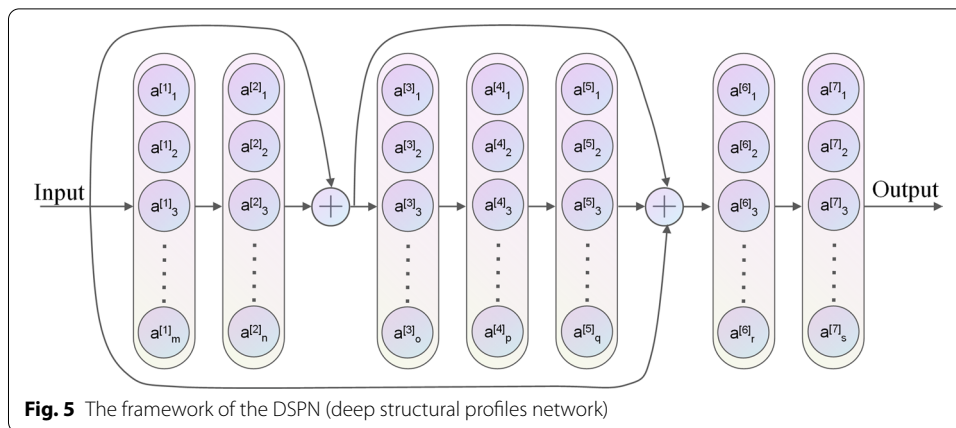 Input
a[1]1 a[2]1 a[3]1 a[4]1 a[5]1 a[6]1 a[7]1
a[1]2 a[2]2 a[3]2 a[4]2 a[5]2 a[6]2 a[7]2
a[1]3 a[2]3 + a[3]3 a[4]3 a[5]3 + a[6]3 a[7]3
a[1]m a[2]n a[3]o a[4]p a[5]q a[6]r a[7]s
Output
Fig. 5 The framework of the DSPN (deep structural profiles network)